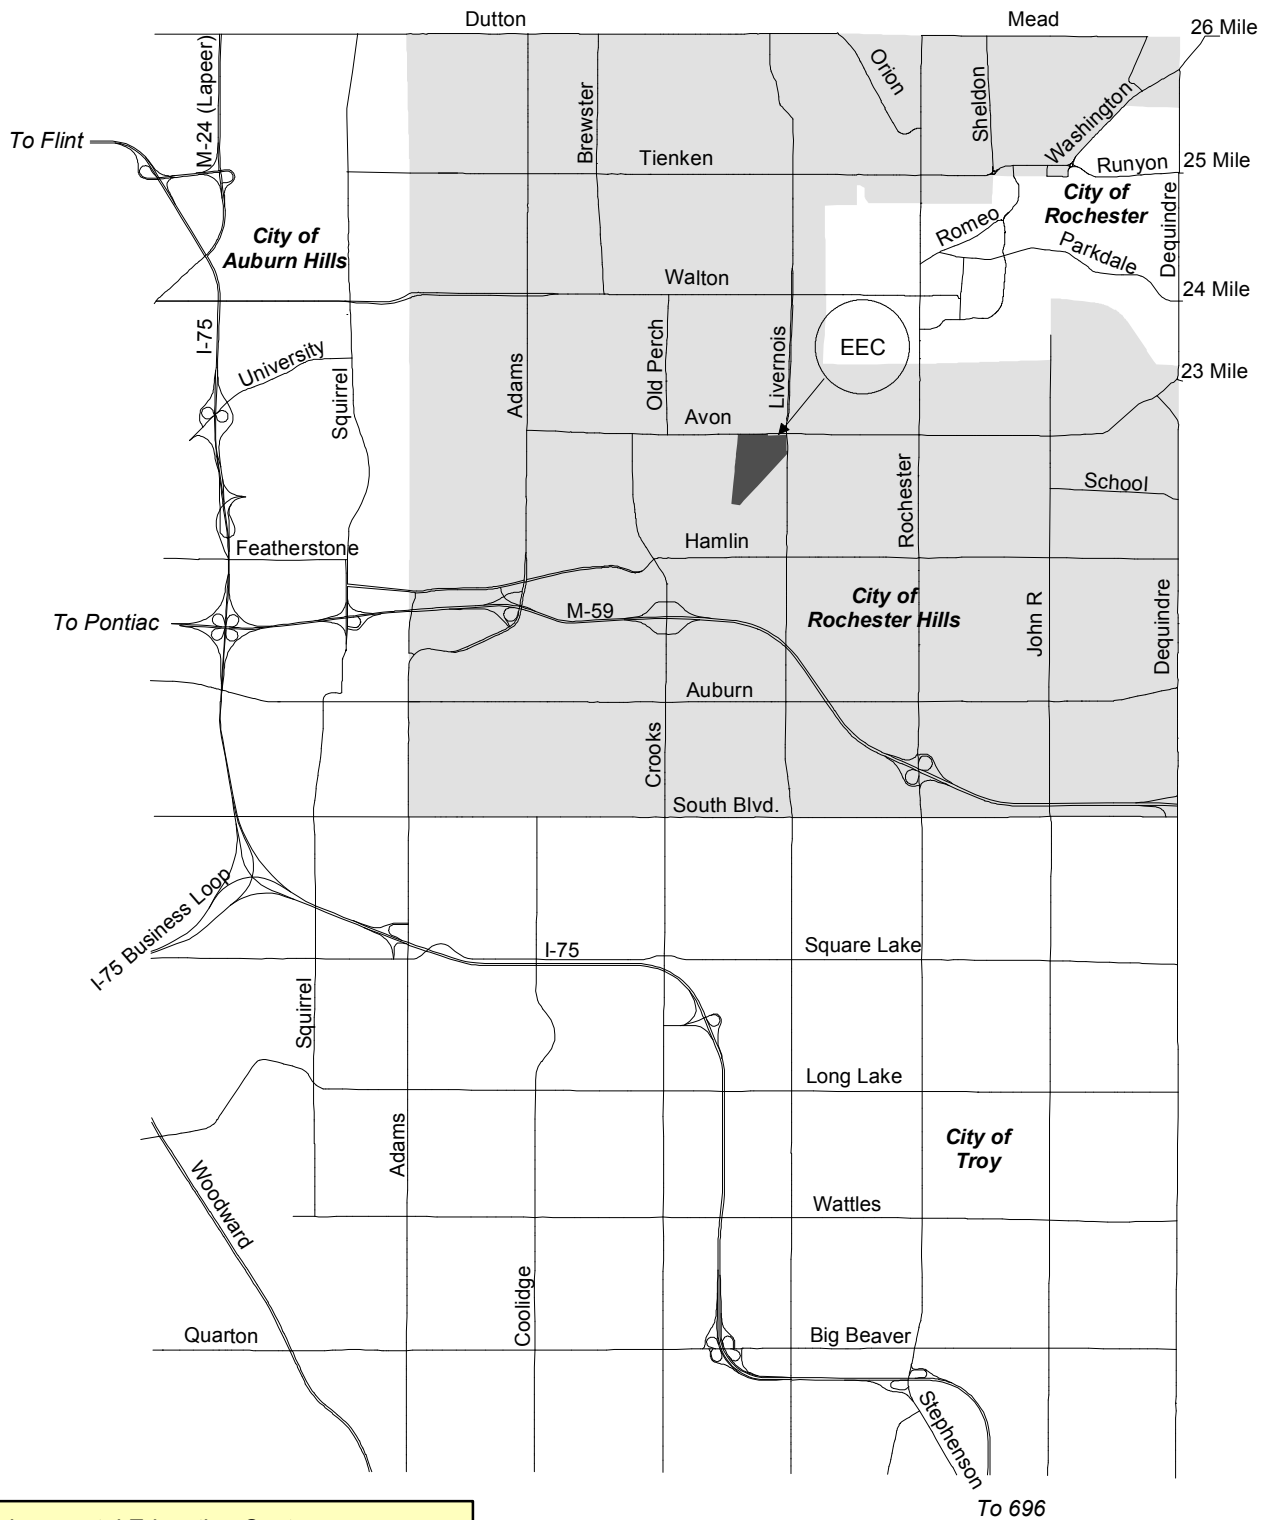 Dutton
Mead
26 Mile
M-24 (Lapeer)
Orion
Brewster
Sheldon
Washington
To Flint
Tienken
Runyon
25 Mile
City of
Rochester
Dequindre
City of
Auburn Hills
Romeo
Parkdale
Walton
24 Mile
I-75
University
Squirrel
Adams
Old Perch
Livernois
EEC
23 Mile
Avon
Rochester
School
Featherstone
Hamlin
To Pontiac
M-59
City of
Rochester Hills
John R
Dequindre
Auburn
Crooks
South Blvd.
I-75 Business Loop
I-75
Square Lake
Squirrel
Long Lake
Adams
City of
Troy
Woodward
Wattles
Coolidge
Quarton
Big Beaver
Stephenson
To 696